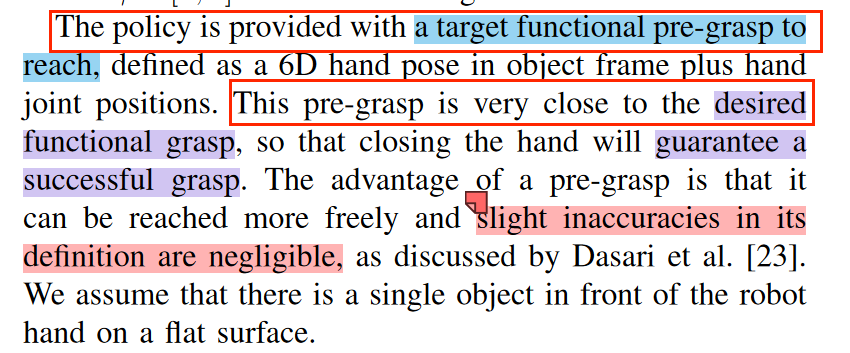 The policy is provided with a target functional pre-grasp to
reach, defined as a 6D hand pose in object frame plus hand
joint positions. This pre-grasp is very close to the desired
functional grasp, so that closing the hand will guarantee a
successful grasp. The advantage of a pre-grasp is that it
can be reached more freely and slight inaccuracies in its
definition are negligible, as discussed by Dasari et al. [23].
We assume that there is a single object in front of the robot
hand on a flat surface.